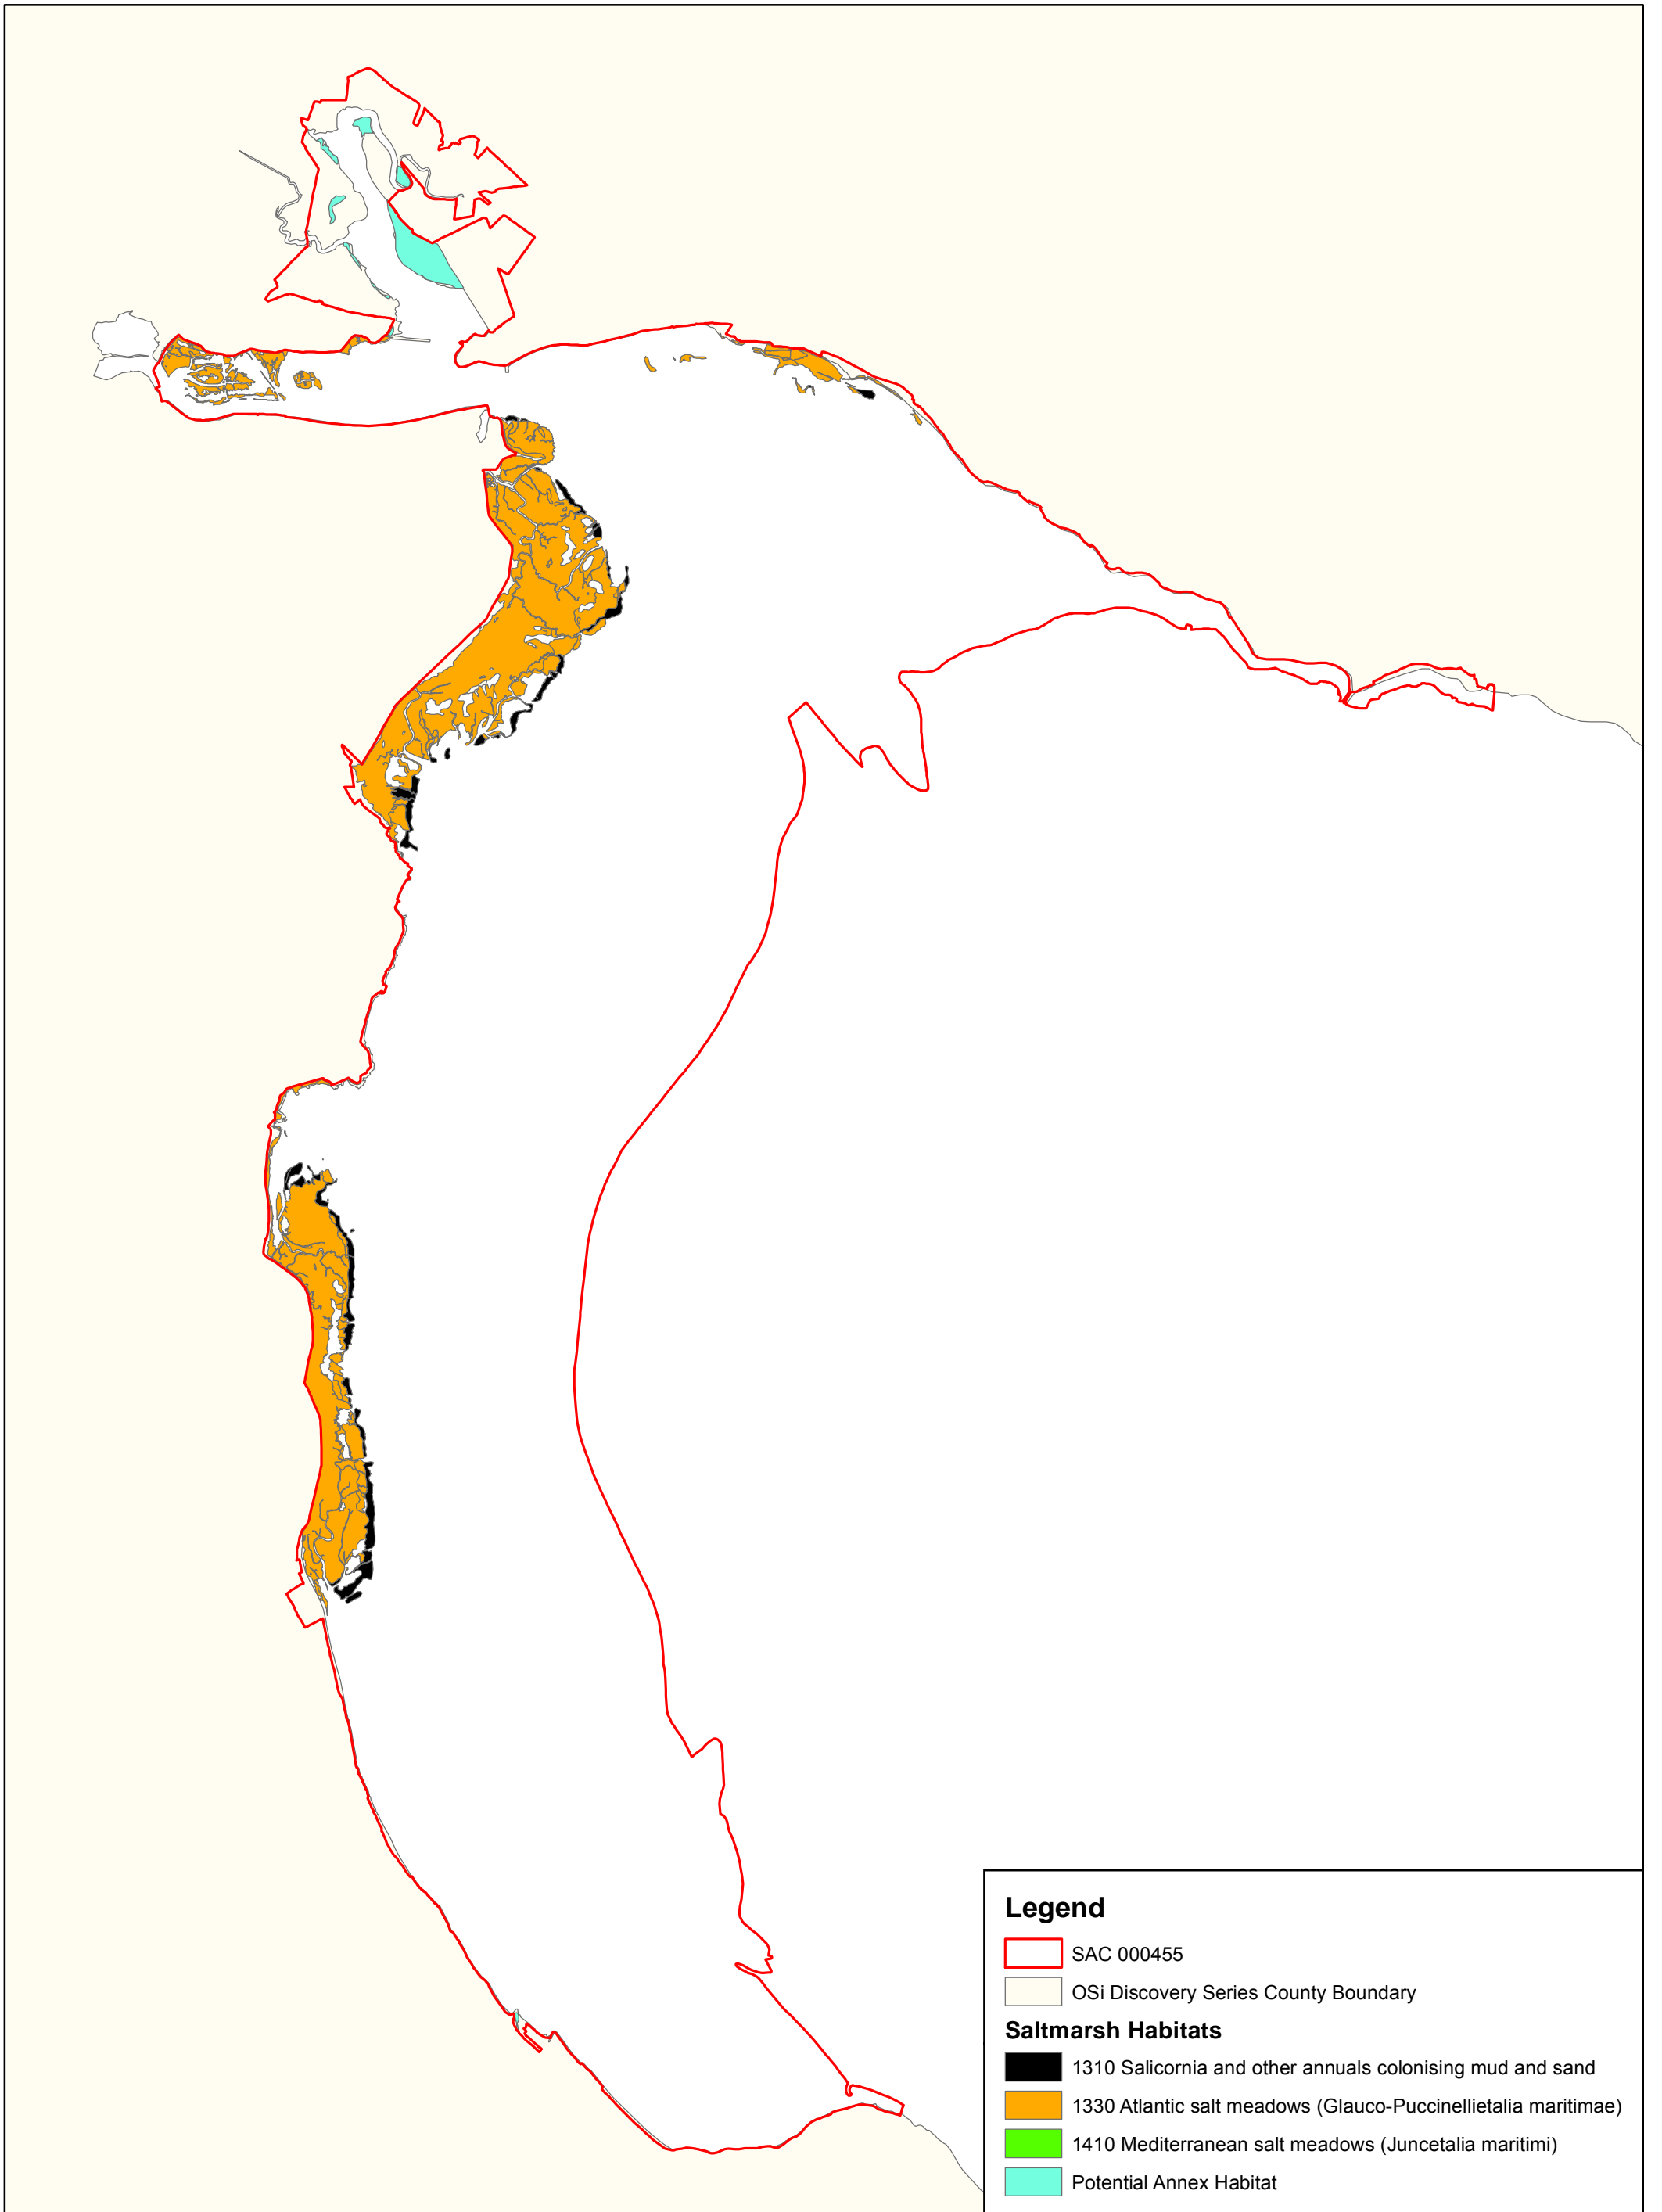 Legend
SAC 000455
OSi Discovery Series County Boundary
Saltmarsh Habitats
1310 Salicornia and other annuals colonising mud and sand
1330 Atlantic salt meadows (Glauco-Puccinellietalia maritimae)
1410 Mediterranean salt meadows (Juncetalia maritimi)
Potential Annex Habitat